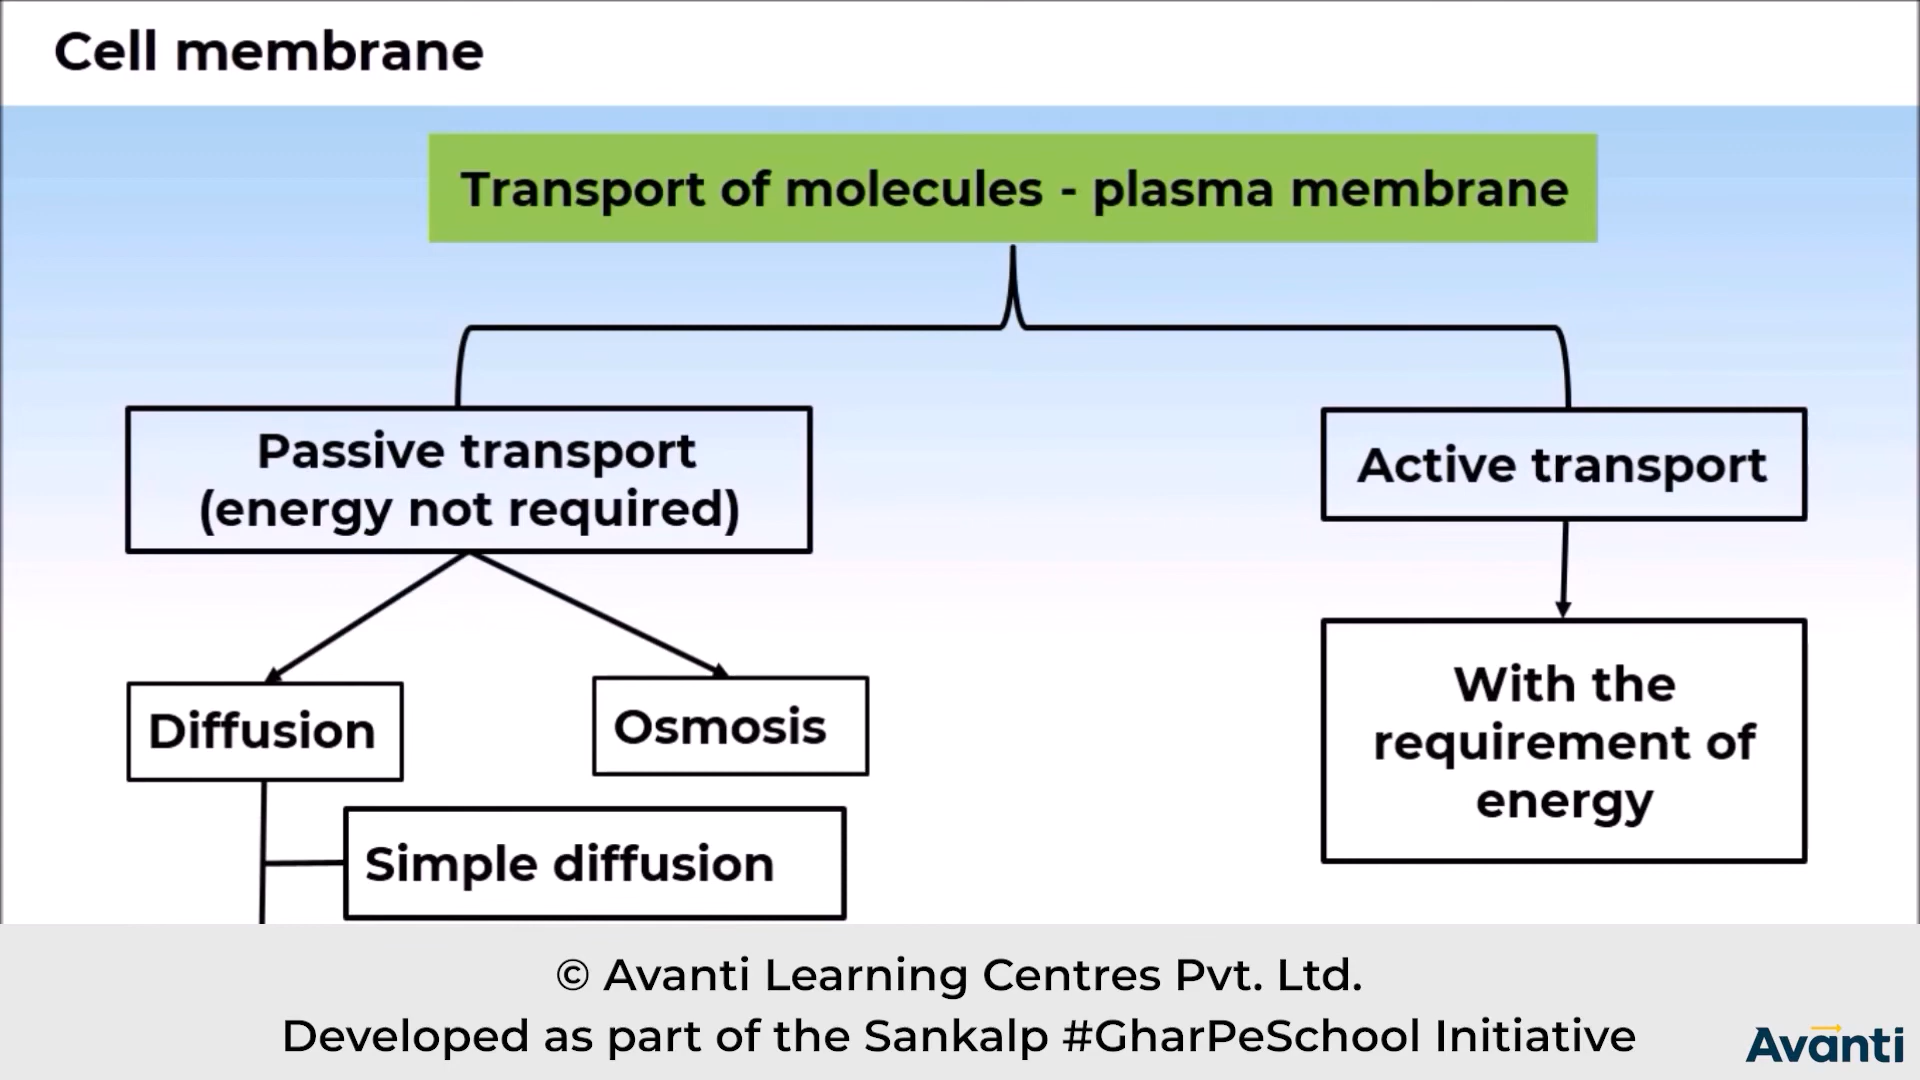 Cell membrane
Transport of molecules - plasma membrane
Passive transport
(energy not required)
Active transport
Diffusion
Osmosis
With the
requirement of
energy
Simple diffusion
© Avanti Learning Centres Pvt. Ltd.
Developed as part of the Sankalp #GharPeSchool Initiative
Avanti